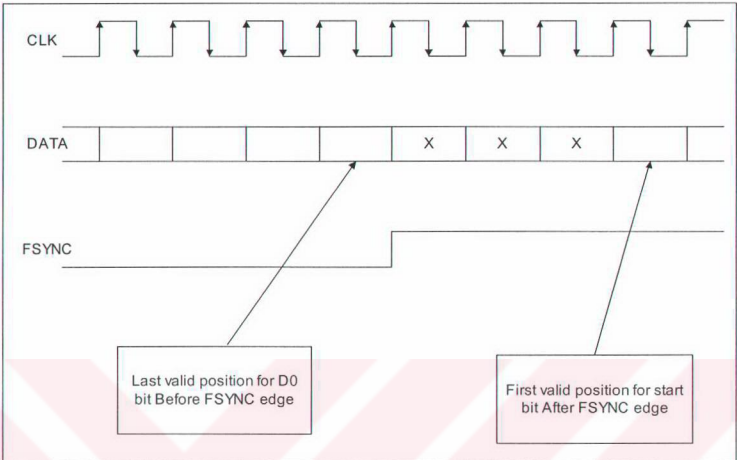 CLK
DATA
X X X
FSYNC
Last valid position for D0
bit Before FSYNC edge
First valid position for start
bit After FSYNC edge